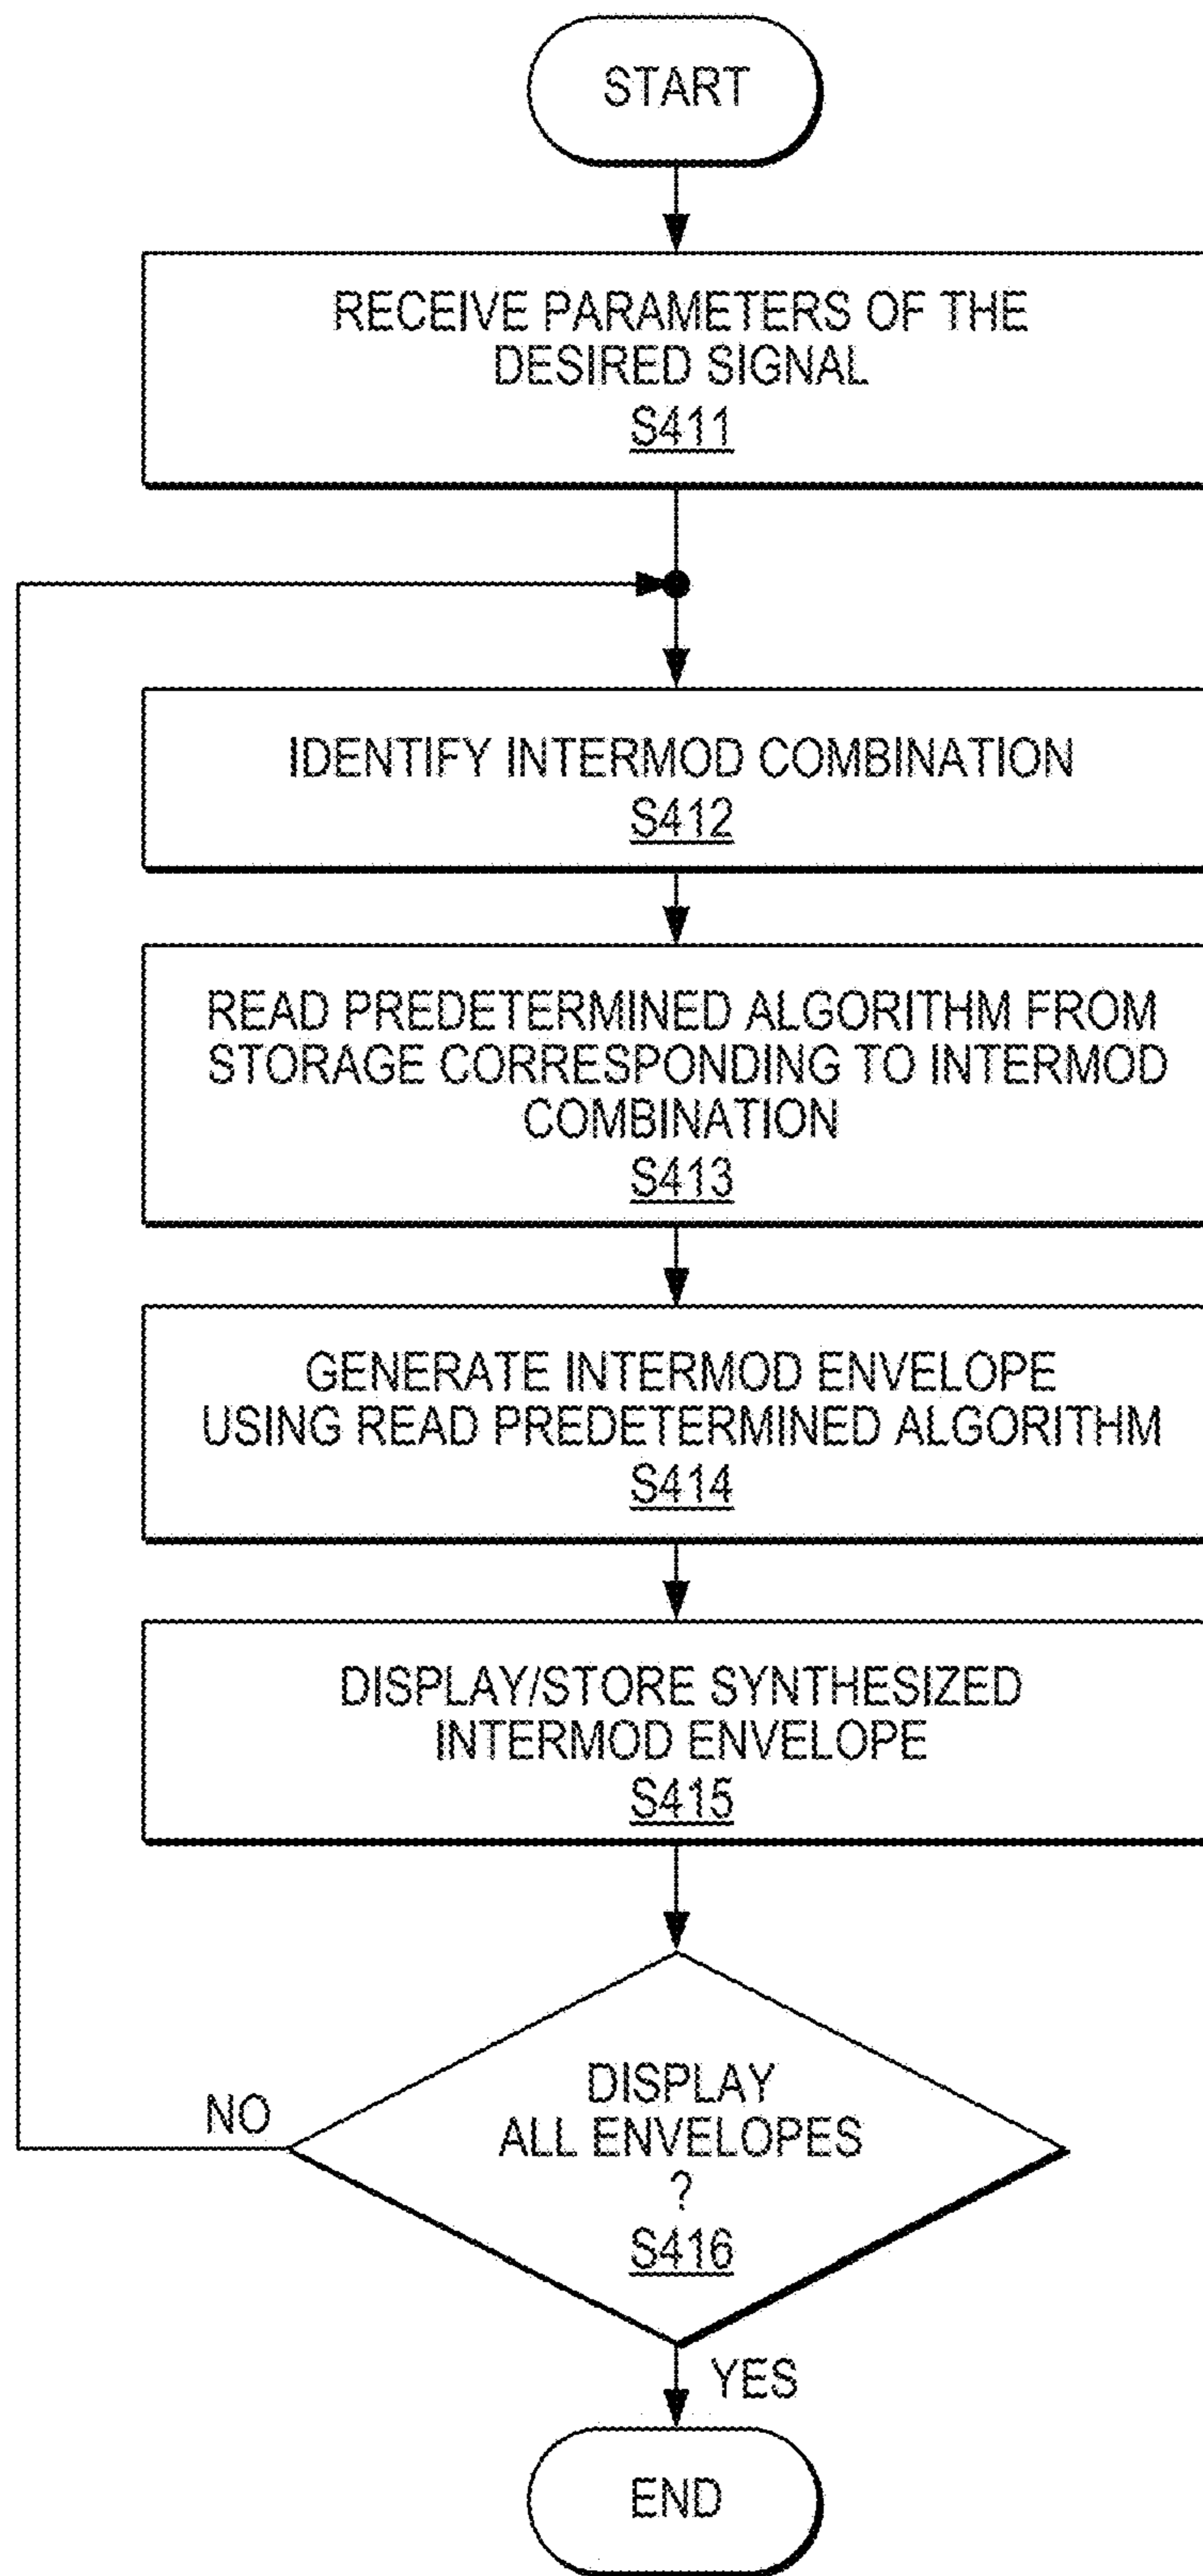 START
RECEIVE PARAMETERS OF THE
DESIRED SIGNAL
S411
IDENTIFY INTERMOD COMBINATION
S412
READ PREDETERMINED ALGORITHM FROM
STORAGE CORRESPONDING TO INTERMOD
COMBINATION
S413
GENERATE INTERMOD ENVELOPE
USING READ PREDETERMINED ALGORITHM
S414
DISPLAY/STORE SYNTHESIZED
INTERMOD ENVELOPE
S415
DISPLAY
ALL ENVELOPES
?
S416
NO
YES
END